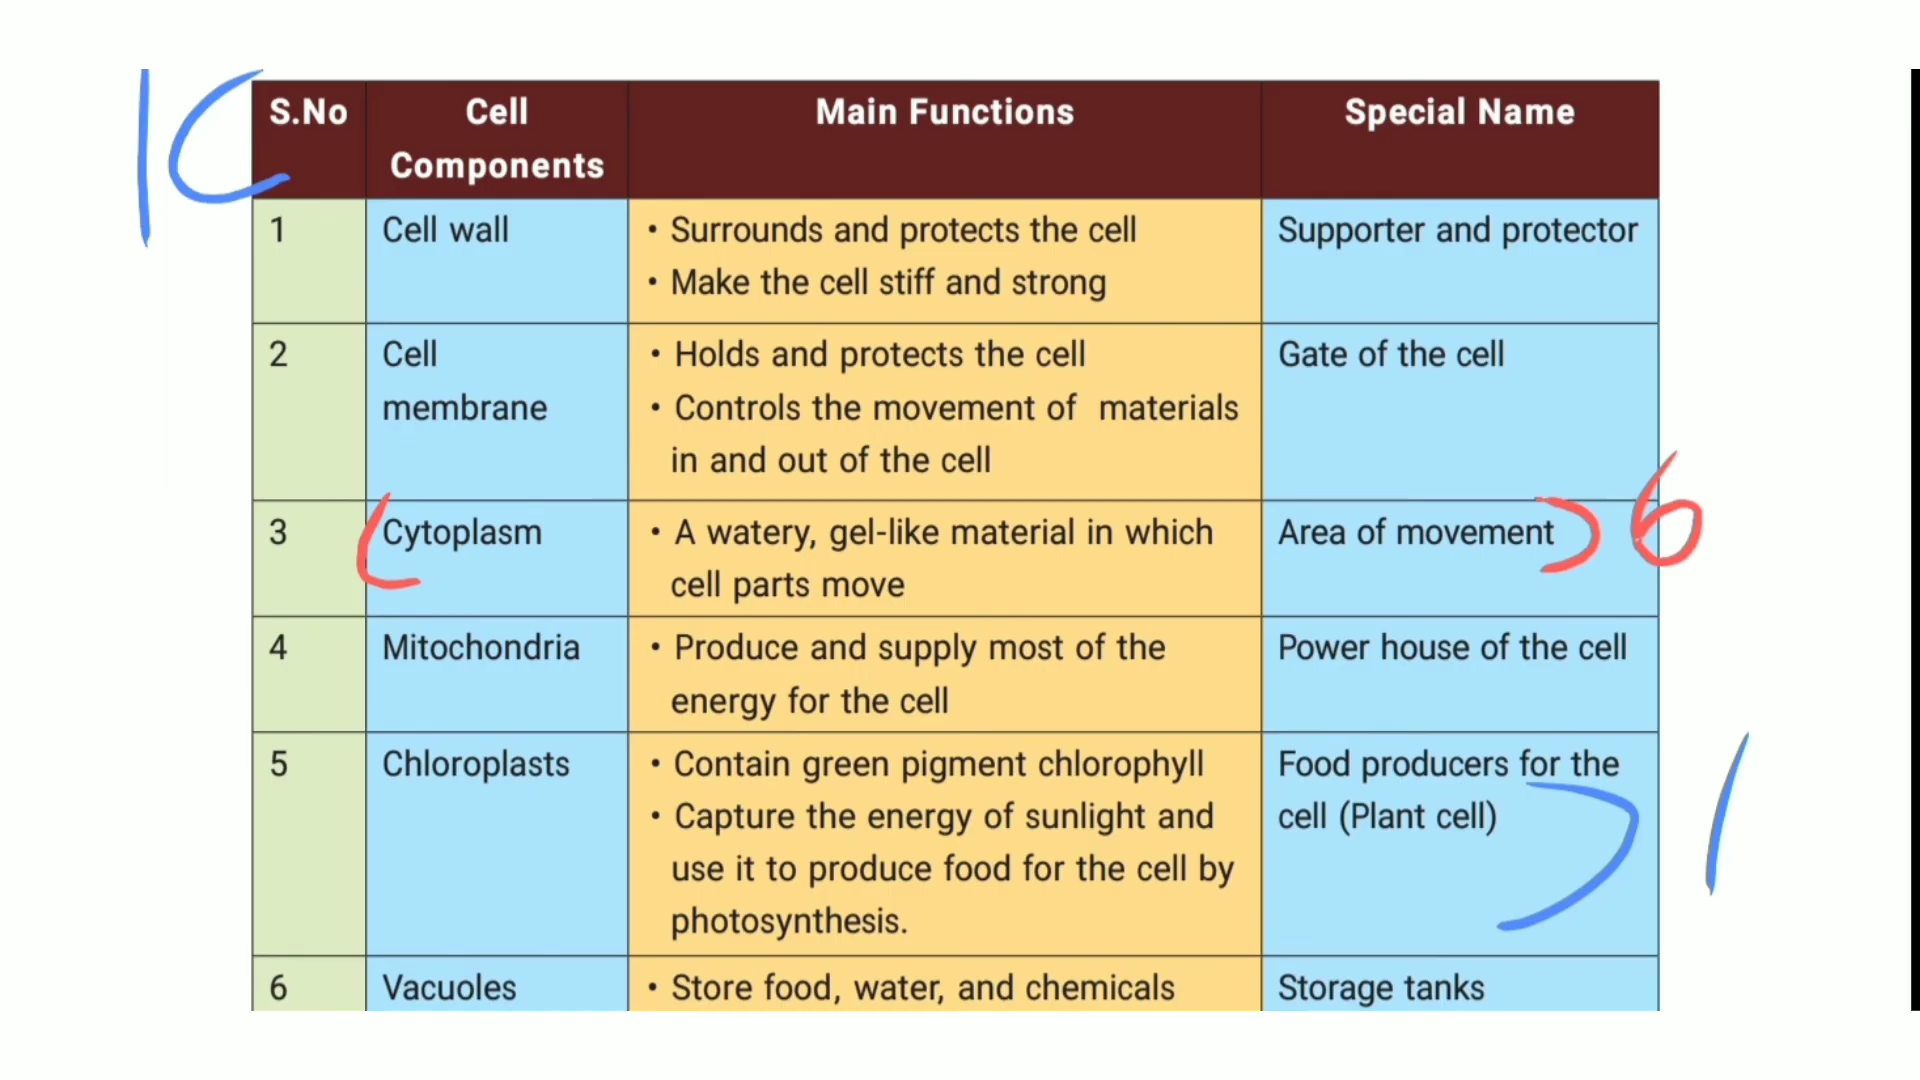 S.No Cell Components Main Functions Special Name
1 Cell wall • Surrounds and protects the cell Supporter and protector
• Make the cell stiff and strong
2 Cell membrane • Holds and protects the cell Gate of the cell
• Controls the movement of materials
in and out of the cell
3 Cytoplasm • A watery, gel-like material in which Area of movement 6
cell parts move
4 Mitochondria • Produce and supply most of the Power house of the cell
energy for the cell
5 Chloroplasts • Contain green pigment chlorophyll Food producers for the
• Capture the energy of sunlight and cell (Plant cell)
use it to produce food for the cell by
photosynthesis.
6 Vacuoles • Store food, water, and chemicals Storage tanks